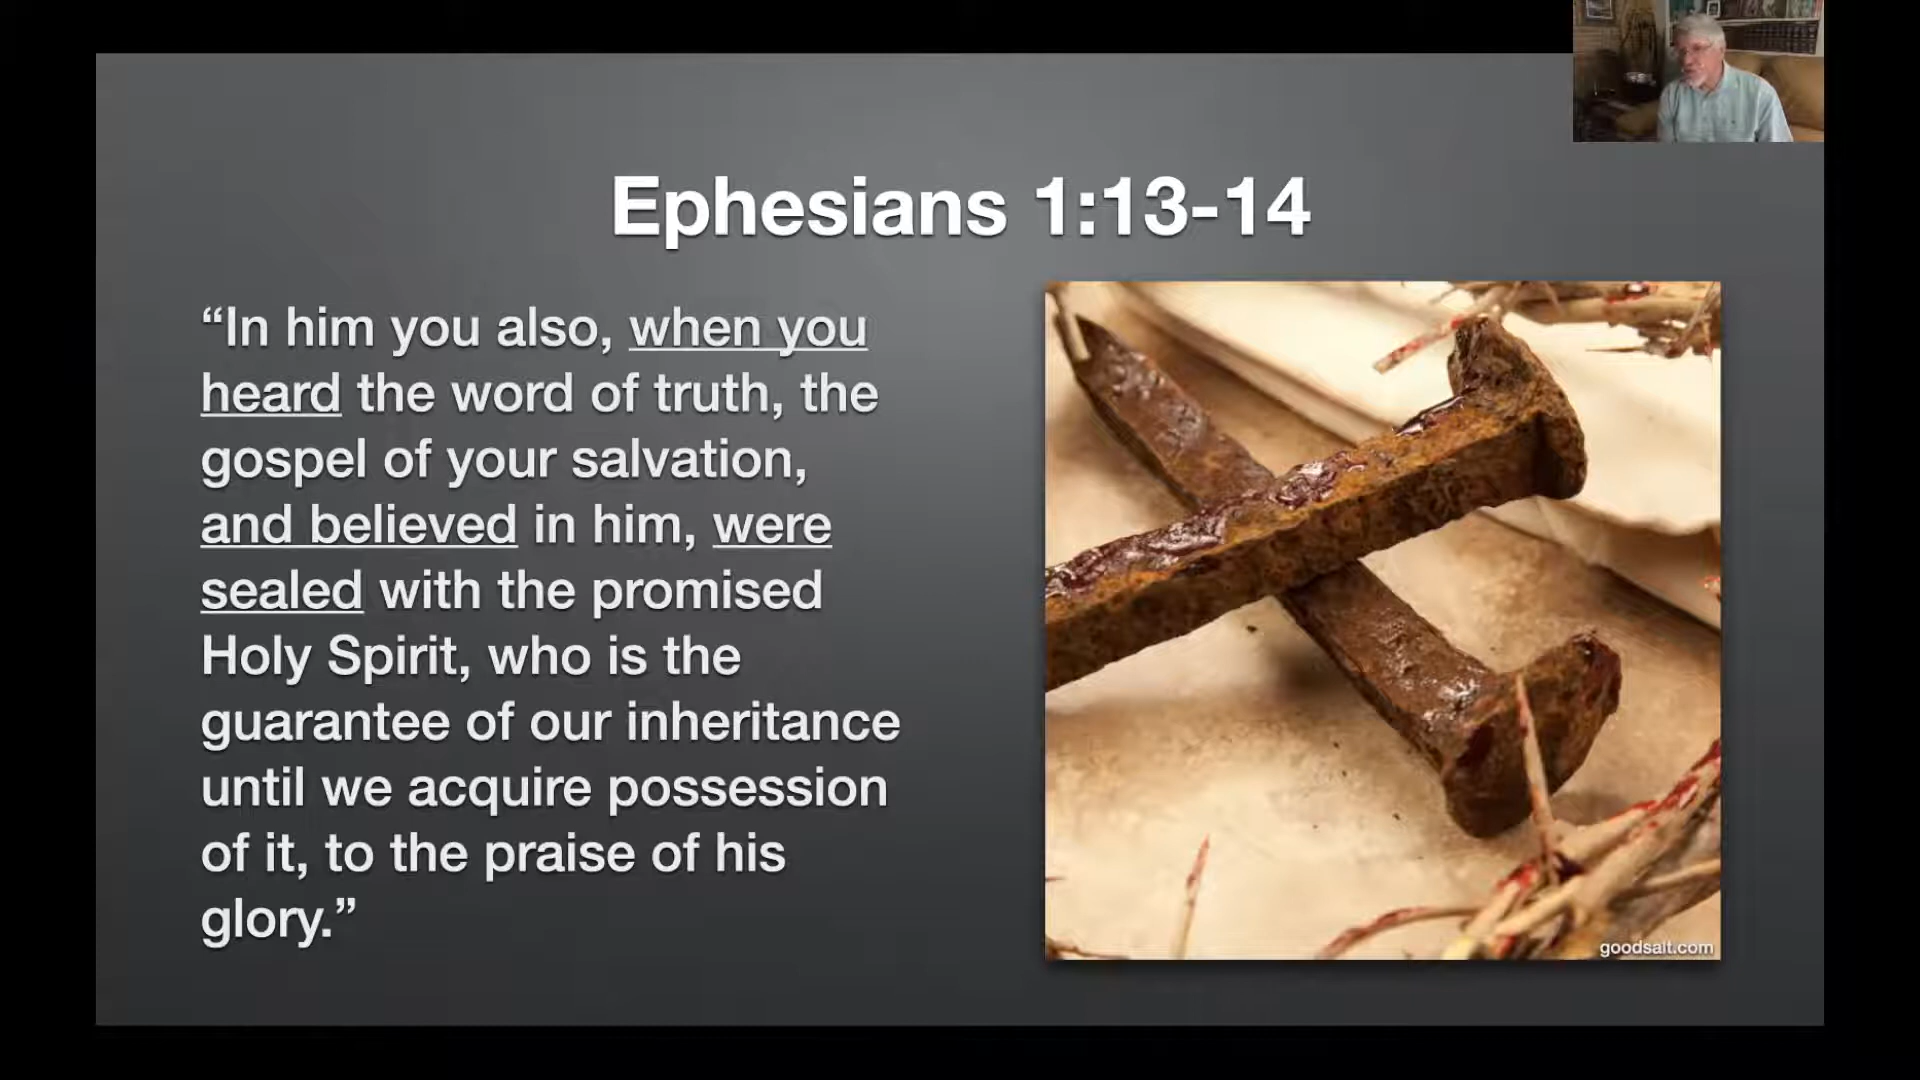 Ephesians 1:13-14
“In him you also, when you
heard the word of truth, the
gospel of your salvation,
and believed in him, were
sealed with the promised
Holy Spirit, who is the
guarantee of our inheritance
until we acquire possession
of it, to the praise of his
glory.”
goodsalt.com